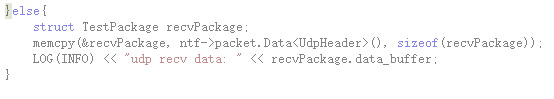 }else{
    struct TestPackage recvPackage;
    memcpy(&recvPackage, ntf->packet.Data<UdpHeader>(), sizeof(recvPackage));
    LOG(INFO) << "udp recv data: " << recvPackage.data_buffer;
}